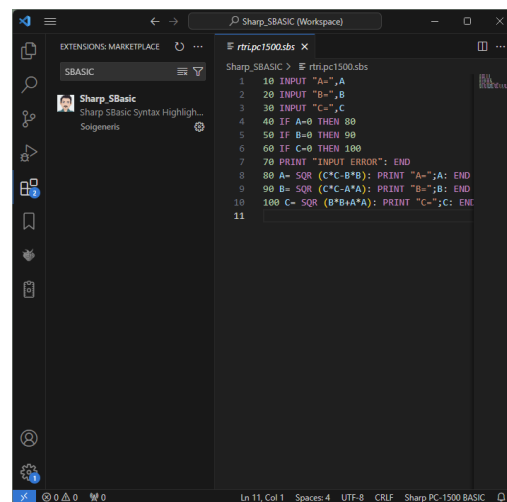 Sharp_SBASIC (Workspace)
EXTENSIONS: MARKETPLACE
SBASIC
Sharp_SBasic
Sharp SBasic Syntax Highligh...
Soigeneris
2
1
rtri.pc1500.sbs
Sharp_SBASIC > rtri.pc1500.sbs
1 10 INPUT "A=",A
2 20 INPUT "B=",B
3 30 INPUT "C=",C
4 40 IF A=0 THEN 80
5 50 IF B=0 THEN 90
6 60 IF C=0 THEN 100
7 70 PRINT "INPUT ERROR": END
8 80 A= SQR (C*C-B*B): PRINT "A=";A: END
9 90 B= SQR (C*C-A*A): PRINT "B=";B: END
10 100 C= SQR (B*B+A*A): PRINT "C=";C: END
11
0 0 0 Ln 11, Col 1 Spaces: 4 UTF-8 CRLF Sharp PC-1500 BASIC